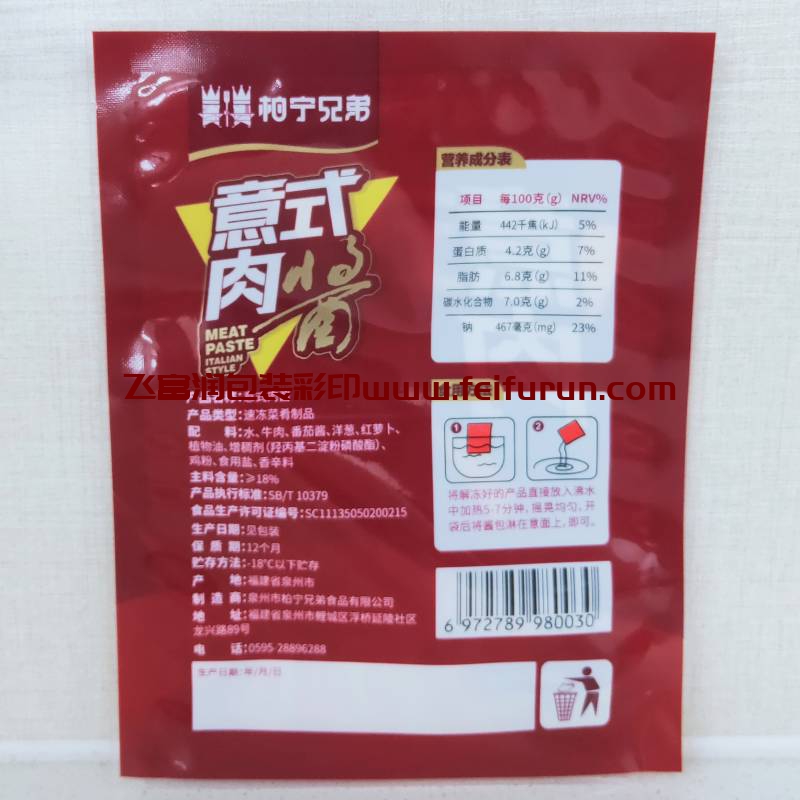 柏宁兄弟
意式
肉酱
MEAT
PASTE
ITALIAN
STYLE
飞富润包装彩印www.feifurun.com
产品类型:速冻菜肴制品
配 料:水、牛肉、番茄酱、洋葱、红萝卜、
植物油、增稠剂(羟丙基二淀粉磷酸酯)、
鸡粉、食用盐、香辛料
主料含量:≥18%
产品执行标准:SB/T 10379
食品生产许可证编号:SC11135050200215
生产日期:见包装
保 质 期:12个月
贮存方法:-18℃以下贮存
产 地:福建省泉州市
制 造 商:泉州市柏宁兄弟食品有限公司
地 址:福建省泉州市鲤城区浮桥延陵社区
龙兴路89号
电 话:0595-28896288
生产日期:年/月/日
营养成分表
项目 每100克(g) NRV%
能量 442千焦(kJ) 5%
蛋白质 4.2克(g) 7%
脂肪 6.8克(g) 11%
碳水化合物 7.0克(g) 2%
钠 467毫克(mg) 23%
1 2
将解冻好的产品直接放入沸水
中加热5-7分钟,摇晃均匀。开
袋后将酱包淋在意面上,即可。
6 972789 980030